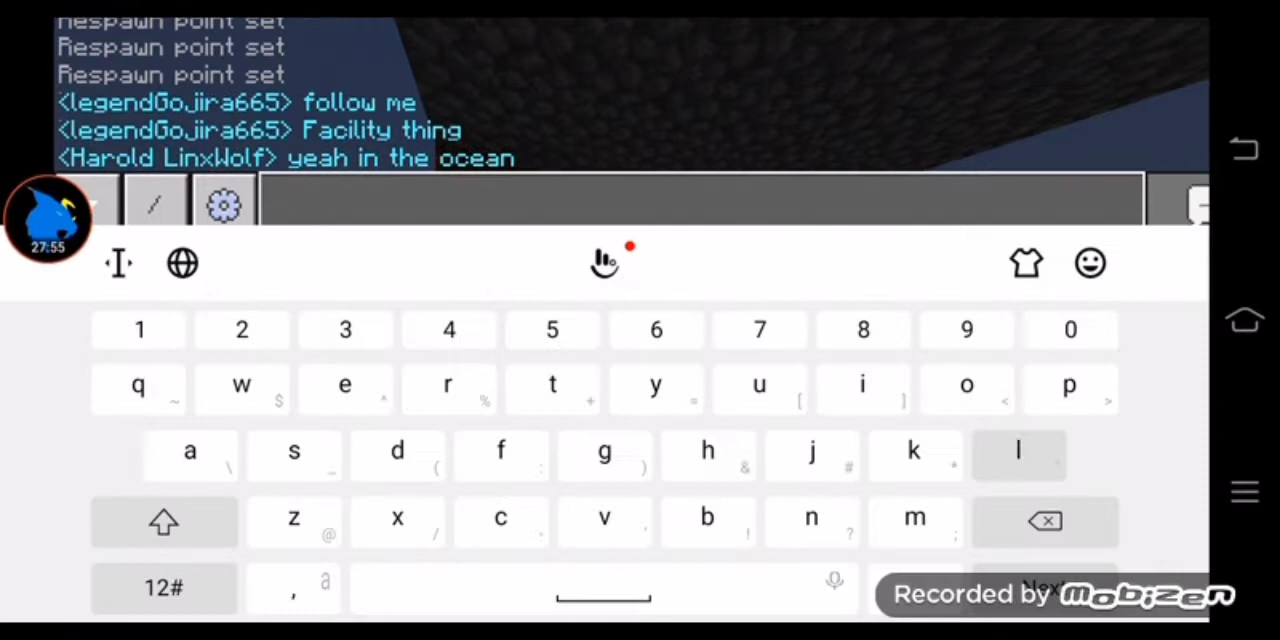 Respawn point set
Respawn point set
Respawn point set
<legendGojira665> follow me
<legendGojira665> Facility thing
<Harold LinxWolf> yeah in the ocean
/
27:55
1 2 3 4 5 6 7 8 9 0
q ~ w $ e ^ r % t + y = u [ i ] o < p >
a \ s _ d ( f : g ) h & j # k * l
z @ x / c v b ! n ? m ;
12# , a Next
Recorded by mobizen